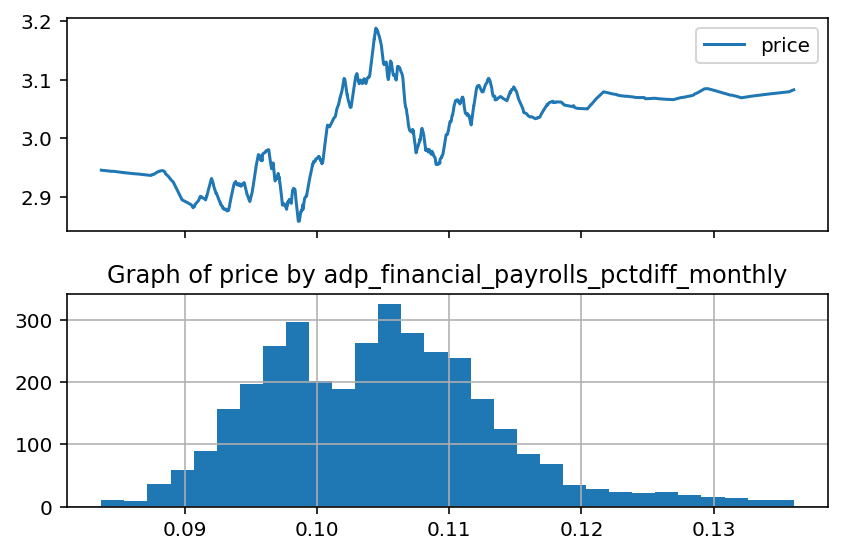 3.2
price
3.1
3.0
2.9
Graph of price by adp_financial_payrolls_pctdiff_monthly
300
200
100
0
0.09 0.10 0.11 0.12 0.13